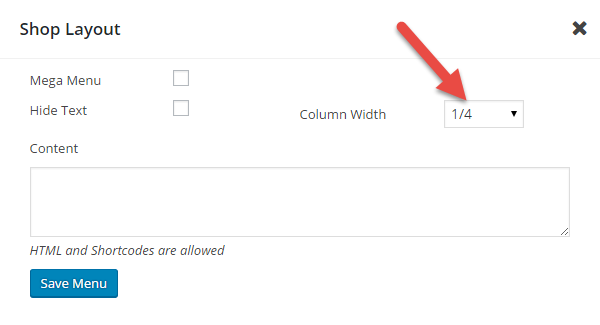 Shop Layout
Mega Menu
Hide Text
Column Width
1/4
Content
HTML and Shortcodes are allowed
Save Menu